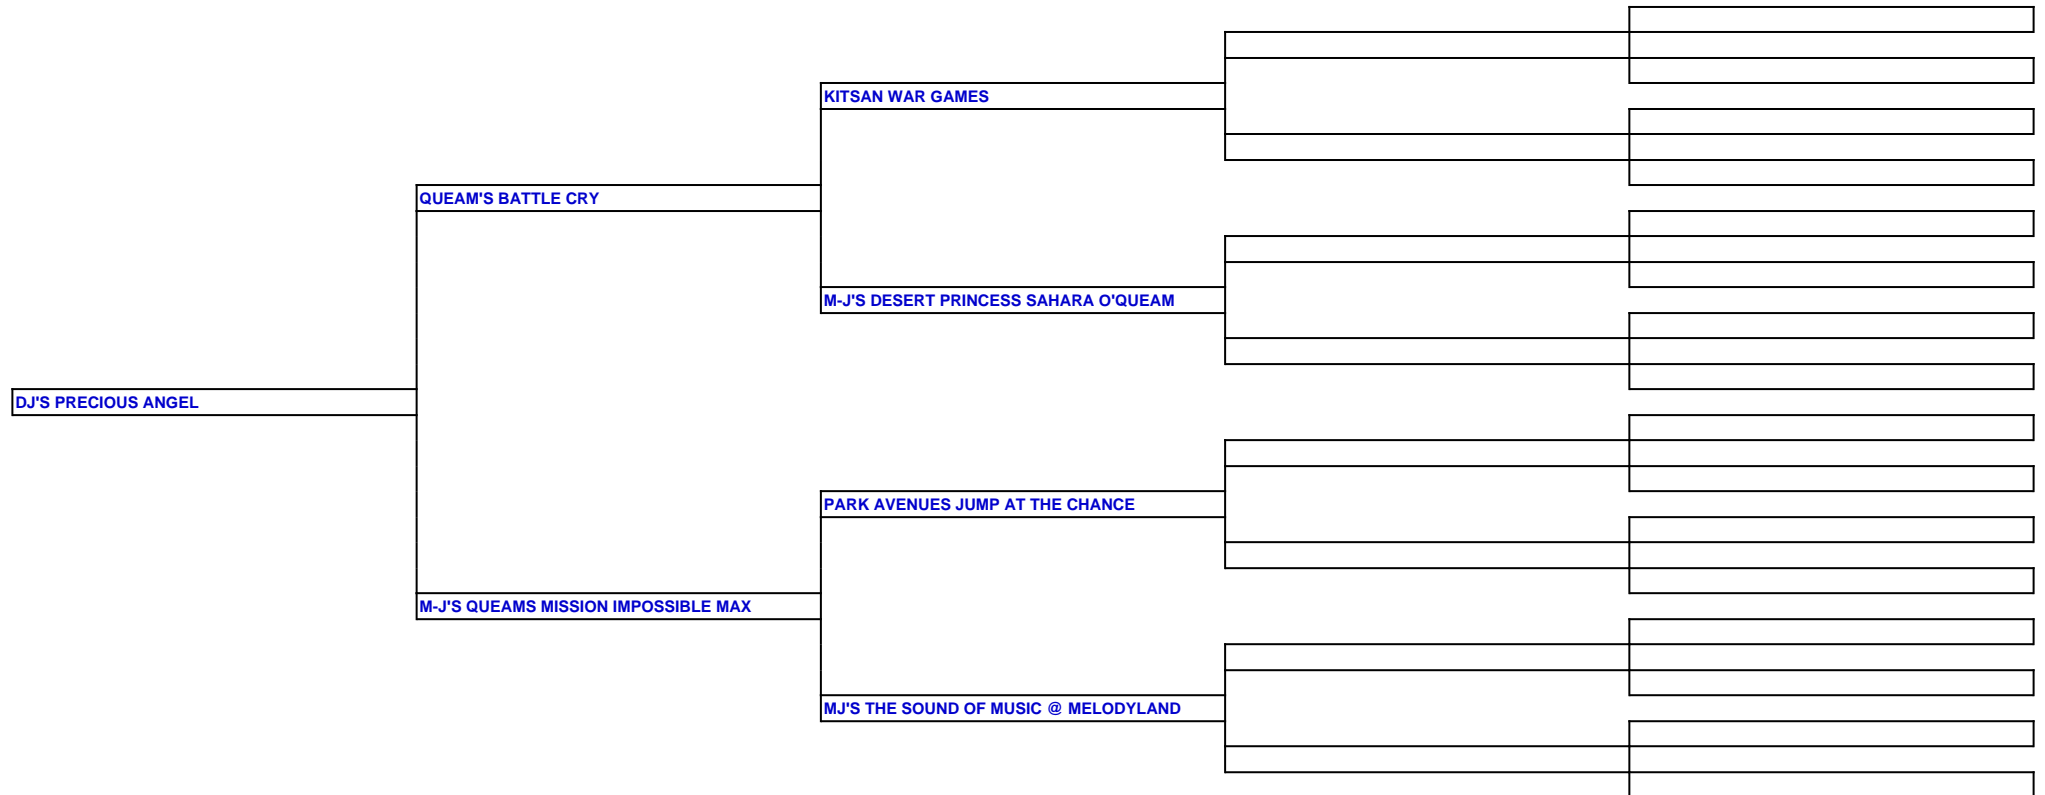 KITSAN WAR GAMES
QUEAM'S BATTLE CRY
M-J'S DESERT PRINCESS SAHARA O'QUEAM
DJ'S PRECIOUS ANGEL
PARK AVENUES JUMP AT THE CHANCE
M-J'S QUEAMS MISSION IMPOSSIBLE MAX
MJ'S THE SOUND OF MUSIC @ MELODYLAND